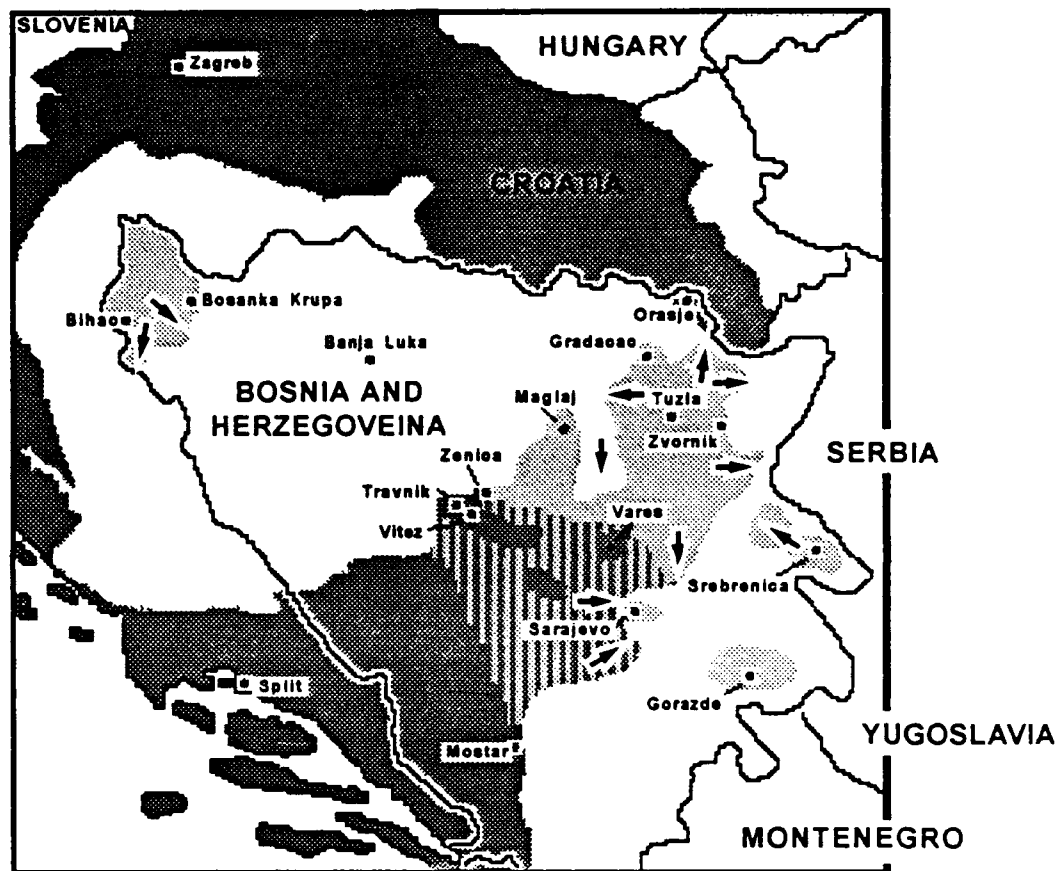 SLOVENIA
HUNGARY
Zagreb
CROATIA
Bosanka Krupa
Bihac
Orasje
Banja Luka
Gradacac
BOSNIA AND
HERZEGOVEINA
Maglaj
Tuzla
Zvornik
SERBIA
Zenica
Travnik
Vares
Vitez
Srebrenica
Sarajevo
Split
Gorazde
YUGOSLAVIA
Mostar
MONTENEGRO